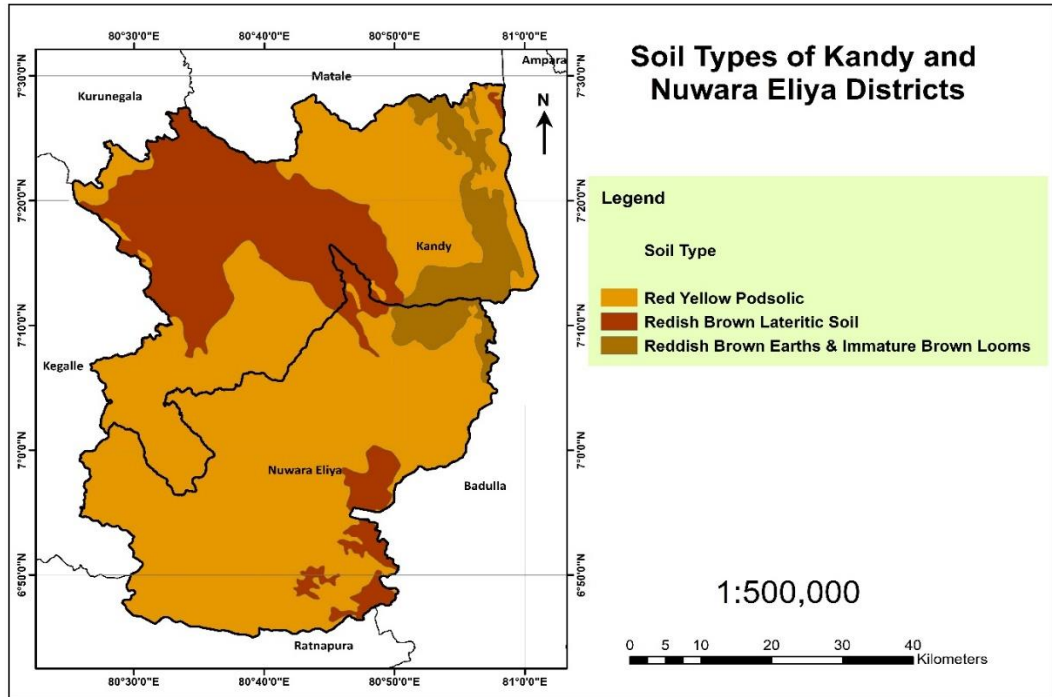 80°30'0"E
80°40'0"E
80°50'0"E
81°0'0"E
Ampara
7°30'0"N
Matale
7°30'0"N
Kurunegala
N
7°20'0"N
7°20'0"N
Kandy
7°10'0"N
7°10'0"N
Kegalle
7°0'0"N
7°0'0"N
Nuwara Eliya
Badulla
6°50'0"N
6°50'0"N
Ratnapura
80°30'0"E
80°40'0"E
80°50'0"E
81°0'0"E
Soil Types of Kandy and
Nuwara Eliya Districts
Legend
Soil Type
Red Yellow Podsolic
Redish Brown Lateritic Soil
Reddish Brown Earths & Immature Brown Looms
1:500,000
0 5 10 20 30 40
Kilometers